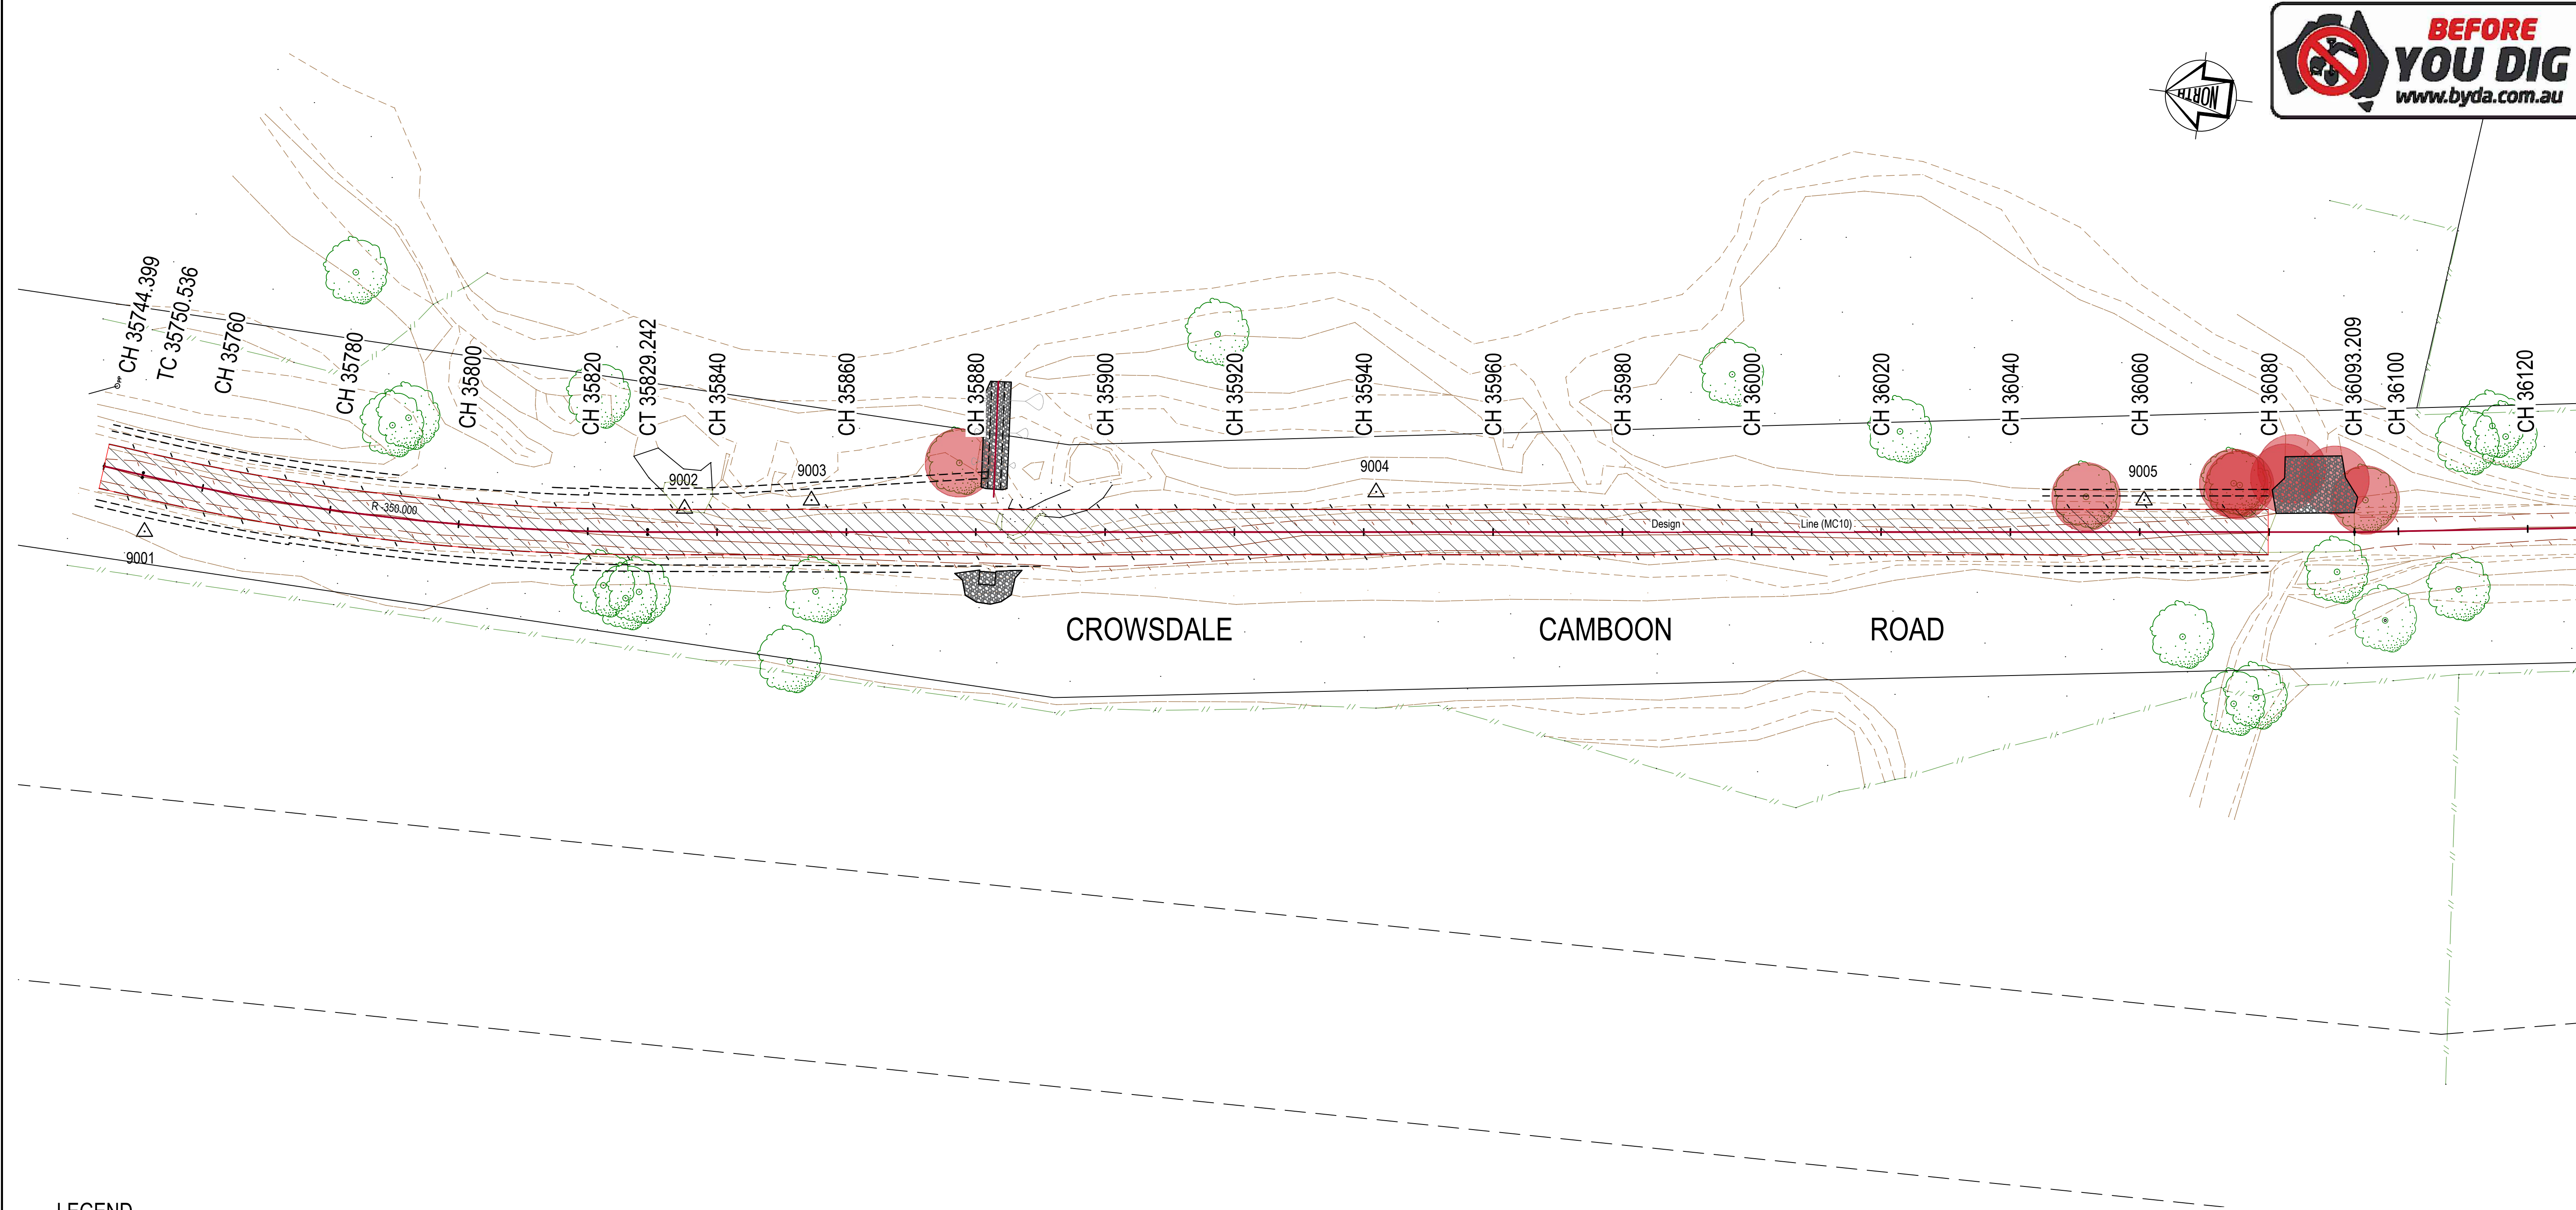 BEFORE
YOU DIG
www.byda.com.au
NORTH
CH 35744.399
TC 35750.536
CH 35760
CH 35780
CH 35800
CH 35820
CT 35829.242
CH 35840
CH 35860
CH 35880
CH 35900
CH 35920
CH 35940
CH 35960
CH 35980
CH 36000
CH 36020
CH 36040
CH 36060
CH 36080
CH 36093.209
CH 36100
CH 36120
9001
9002
9003
9004
9005
R -350.000
Design Line (MC10)
CROWSDALE CAMBOON ROAD
LEGEND